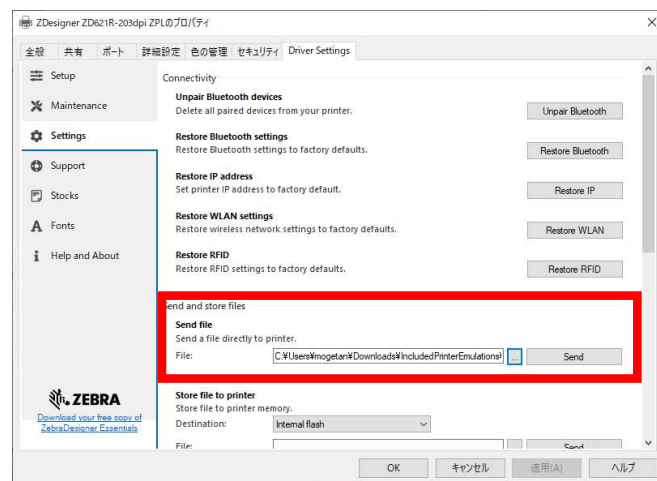 ZDesigner ZD621R-203dpi ZPLのプロパティ
全般 共有 ポート 詳細設定 色の管理 セキュリティ Driver Settings
Setup
Maintenance
Settings
Support
Stocks
Fonts
Help and About
ZEBRA
Download your free copy of
ZebraDesigner Essentials
Connectivity
Unpair Bluetooth devices
Delete all paired devices from your printer.
Unpair Bluetooth
Restore Bluetooth settings
Restore Bluetooth settings to factory defaults.
Restore Bluetooth
Restore IP address
Set printer IP address to factory default.
Restore IP
Restore WLAN settings
Restore wireless network settings to factory defaults.
Restore WLAN
Restore RFID
Restore RFID settings to factory defaults.
Restore RFID
Send and store files
Send file
Send a file directly to printer.
File: C:¥Users¥mogetan¥Downloads¥IncludedPrinterEmulations¥ ... Send
Store file to printer
Store file to printer memory.
Destination: Internal flash
File: Send
OK キャンセル 適用(A) ヘルプ